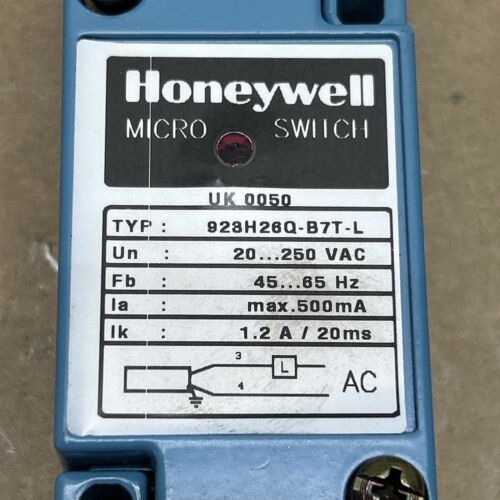 Honeywell
MICRO SWITCH
UK 0050
TYP : 923H26Q-B7T-L
Un : 20...250 VAC
Fb : 45...65 Hz
Ia : max.500mA
Ik : 1.2 A / 20ms
3
L
4
AC